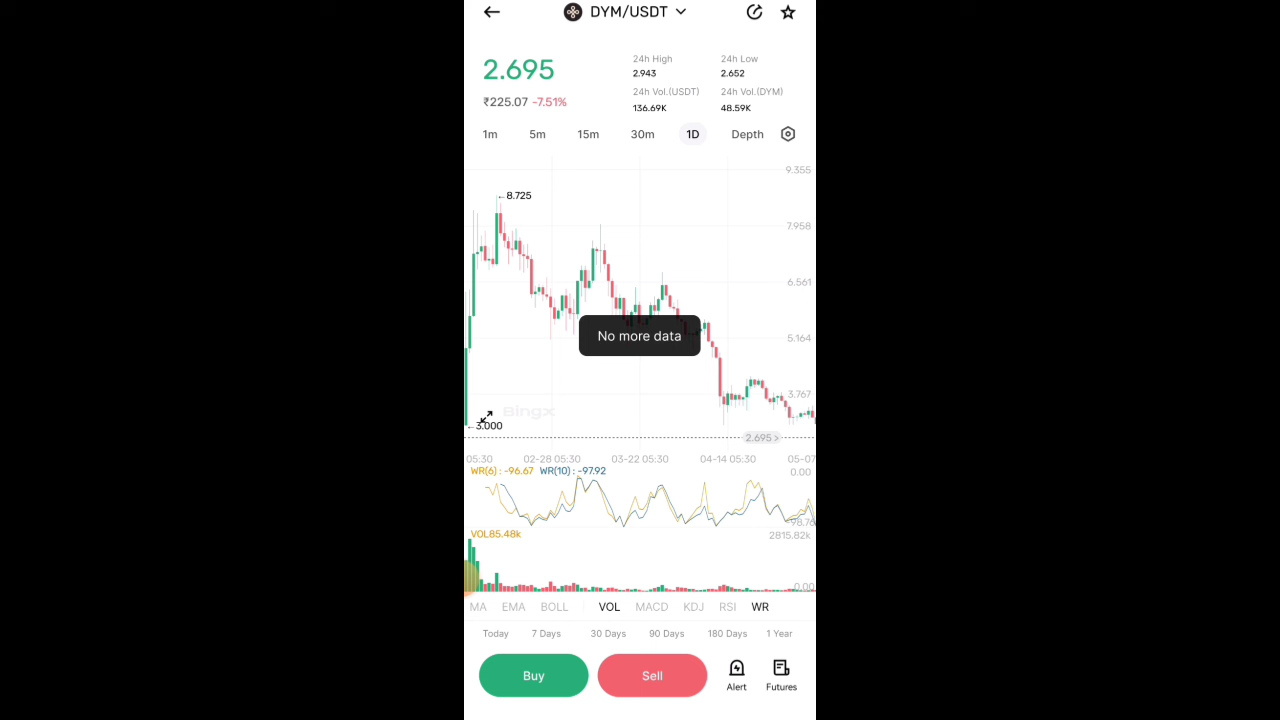 DYM/USDT
2.695
₹225.07 -7.51%
24h High
2.943
24h Low
2.652
24h Vol.(USDT)
136.69K
24h Vol.(DYM)
48.59K
1m 5m 15m 30m 1D Depth
9.355
←8.725
7.958
6.561
No more data
5.164
3.767
BingX
←3.000
2.695
05:30 02-28 05:30 03-22 05:30 04-14 05:30 05-07
WR(6) : -96.67 WR(10) : -97.92
0.00
-98.76
VOL85.48k
2815.82k
0.00
MA EMA BOLL VOL MACD KDJ RSI WR
Today 7 Days 30 Days 90 Days 180 Days 1 Year
Buy Sell Alert Futures